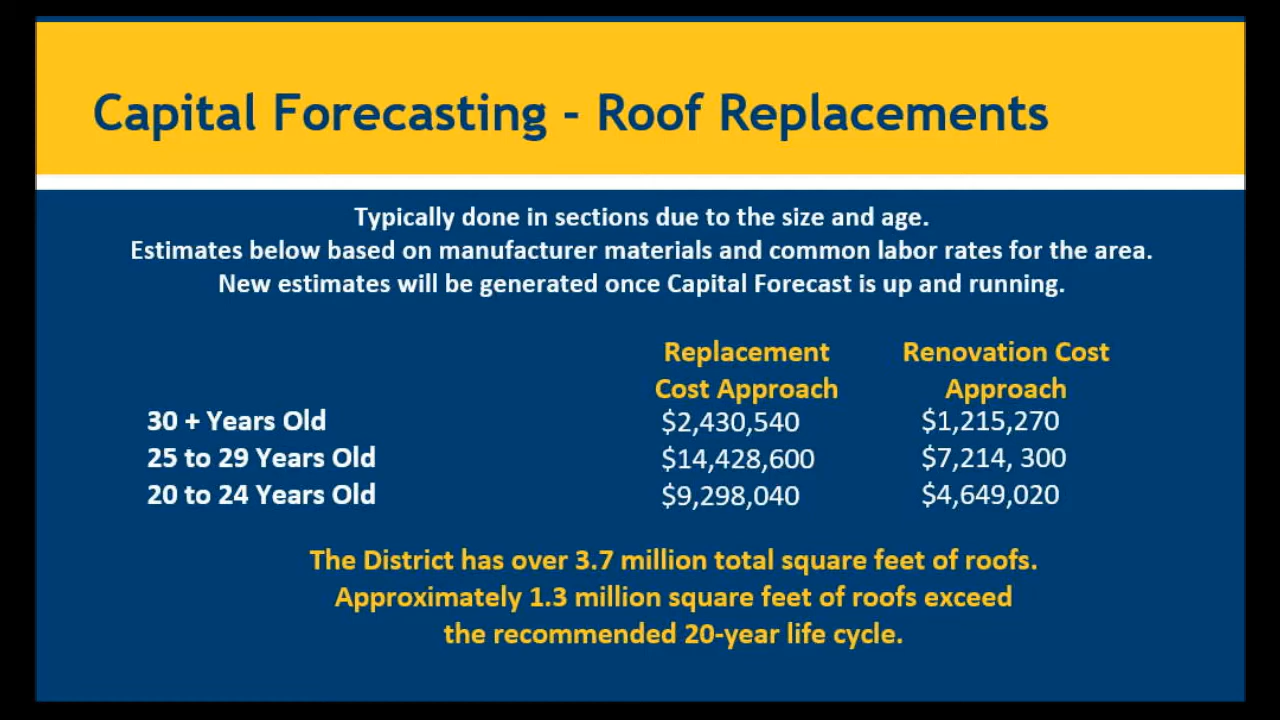 Capital Forecasting - Roof Replacements
Typically done in sections due to the size and age.
Estimates below based on manufacturer materials and common labor rates for the area.
New estimates will be generated once Capital Forecast is up and running.
Replacement Renovation Cost
Cost Approach Approach
30 + Years Old $2,430,540 $1,215,270
25 to 29 Years Old $14,428,600 $7,214, 300
20 to 24 Years Old $9,298,040 $4,649,020
The District has over 3.7 million total square feet of roofs.
Approximately 1.3 million square feet of roofs exceed
the recommended 20-year life cycle.